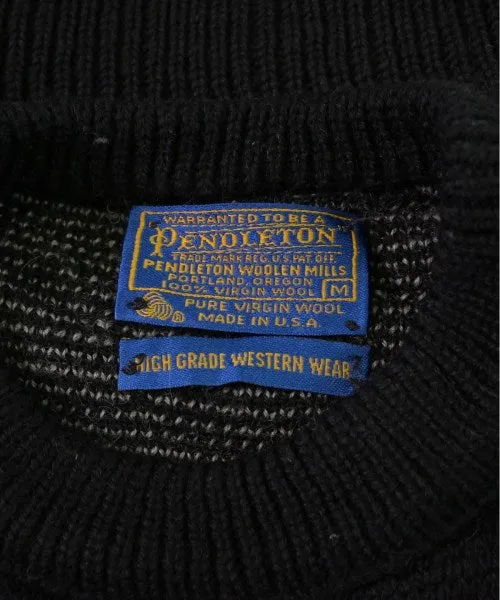 WARRANTED TO BE A
PENDLETON
TRADE MARK REG. U.S. PAT. OFF.
PENDLETON WOOLEN MILLS
PORTLAND, OREGON
100% VIRGIN WOOL M
PURE VIRGIN WOOL
MADE IN U.S.A.
HIGH GRADE WESTERN WEAR